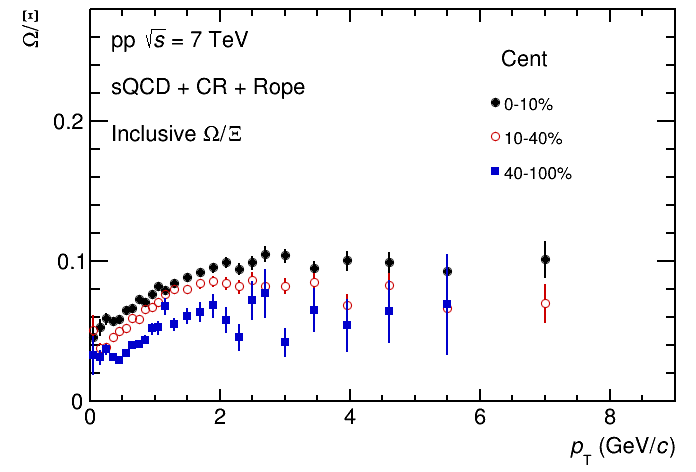 Ω/Ξ
pp √s = 7 TeV
sQCD + CR + Rope
Inclusive Ω/Ξ
Cent
0-10%
10-40%
40-100%
0.2
0.1
0
0 2 4 6 8
p_T (GeV/c)